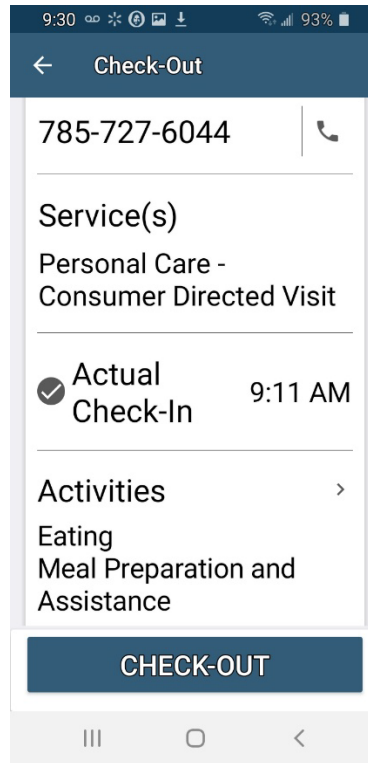 9:30 93%
Check-Out
785-727-6044
Service(s)
Personal Care -
Consumer Directed Visit
Actual
Check-In
9:11 AM
Activities
Eating
Meal Preparation and
Assistance
CHECK-OUT